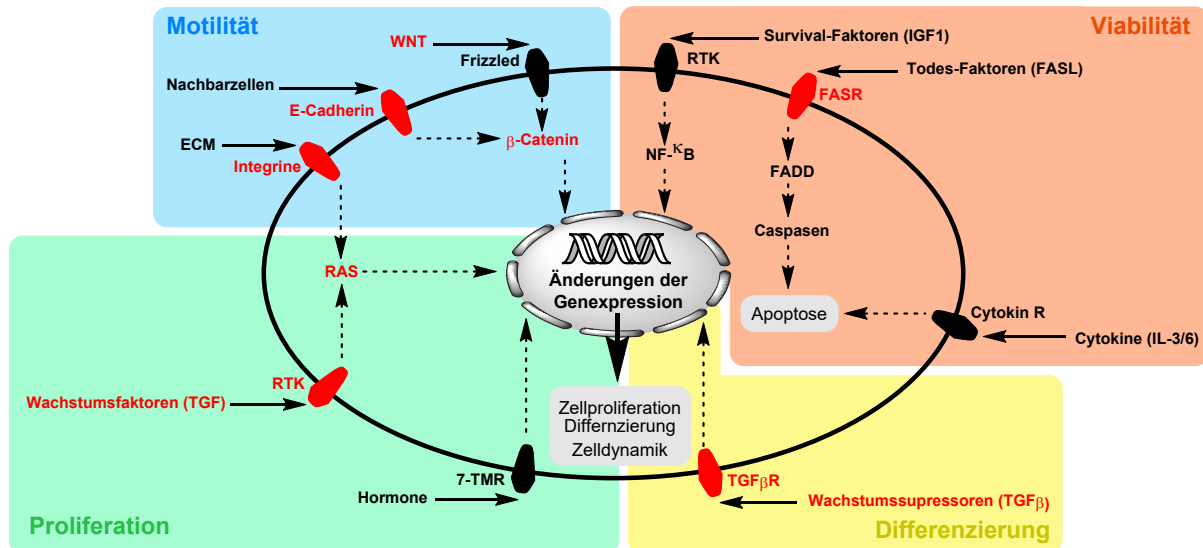 Motilität
Viabilität
WNT
Frizzled
Survival-Faktoren (IGF1)
RTK
Nachbarzellen
E-Cadherin
Todes-Faktoren (FASL)
FASR
ECM
Integrine
β-Catenin
NF-κB
FADD
Caspasen
RAS
Änderungen der
Genexpression
Apoptose
Cytokin R
Cytokine (IL-3/6)
RTK
Wachstumsfaktoren (TGF)
Zellproliferation
Differnzierung
Zelldynamik
7-TMR
Hormone
TGFβR
Wachstumssupressoren (TGFβ)
Proliferation
Differenzierung